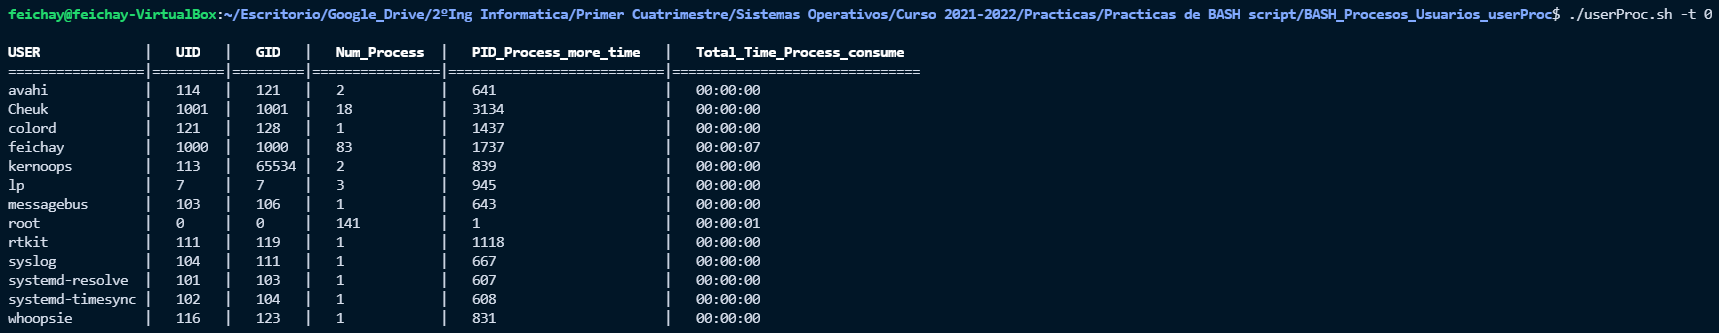 feichay@feichay-VirtualBox:~/Escritorio/Google_Drive/2ºIng Informatica/Primer Cuatrimestre/Sistemas Operativos/Curso 2021-2022/Practicas/Practicas de BASH script/BASH_Procesos_Usuarios_userProc$ ./userProc.sh -t 0
USER | UID | GID | Num_Process | PID_Process_more_time | Total_Time_Process_consume
=================|=========|=========|================|===========================|===============================
avahi | 114 | 121 | 2 | 641 | 00:00:00
Cheuk | 1001 | 1001 | 18 | 3134 | 00:00:00
colord | 121 | 128 | 1 | 1437 | 00:00:00
feichay | 1000 | 1000 | 83 | 1737 | 00:00:07
kernoops | 113 | 65534 | 2 | 839 | 00:00:00
lp | 7 | 7 | 3 | 945 | 00:00:00
messagebus | 103 | 106 | 1 | 643 | 00:00:00
root | 0 | 0 | 141 | 1 | 00:00:01
rtkit | 111 | 119 | 1 | 1118 | 00:00:00
syslog | 104 | 111 | 1 | 667 | 00:00:00
systemd-resolve | 101 | 103 | 1 | 607 | 00:00:00
systemd-timesync | 102 | 104 | 1 | 608 | 00:00:00
whoopsie | 116 | 123 | 1 | 831 | 00:00:00